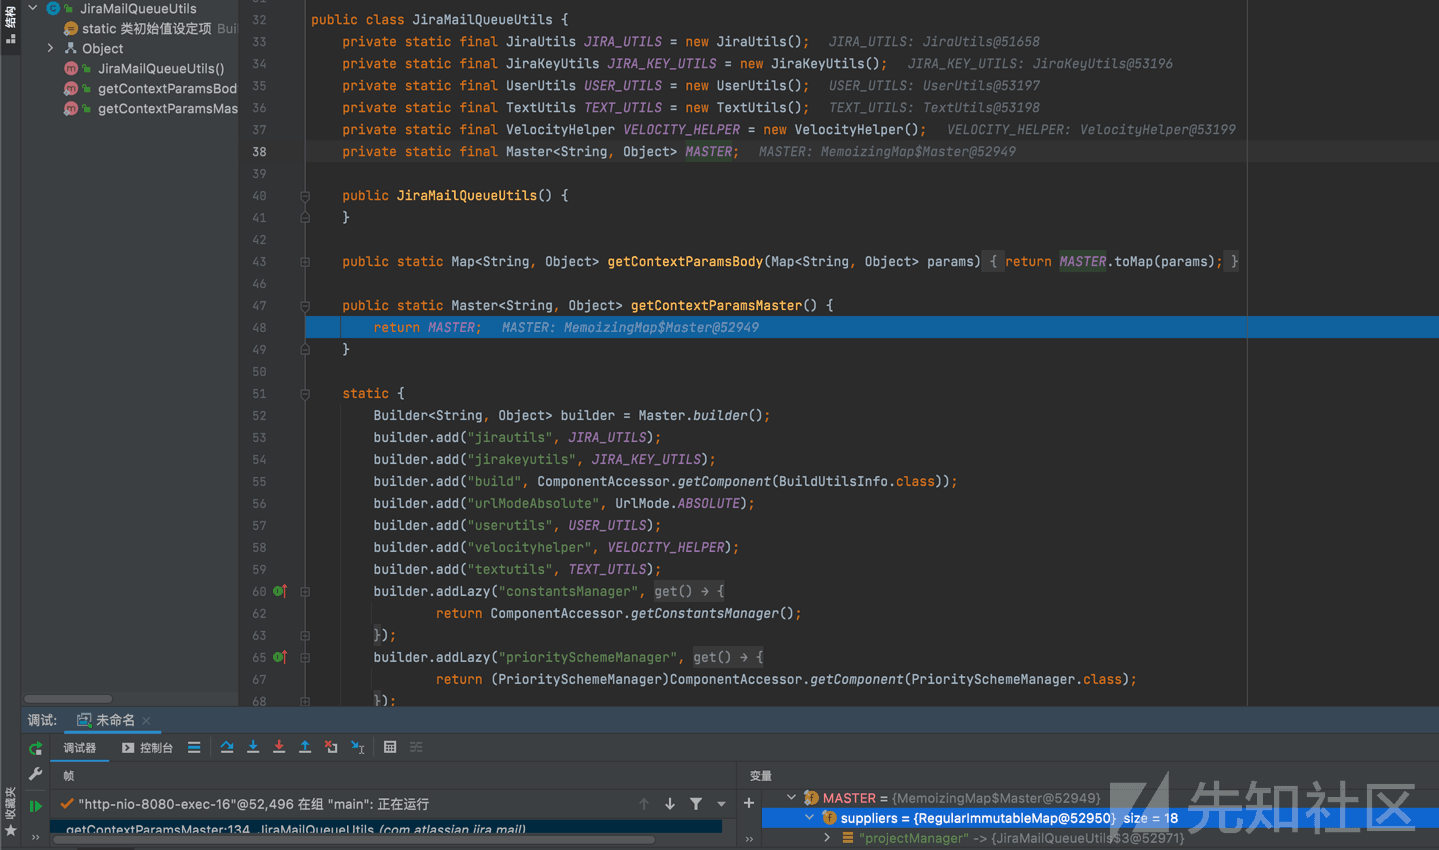 结构
JiraMailQueueUtils
static 类初始值设定项 Buil
Object
JiraMailQueueUtils()
getContextParamsBod
getContextParamsMas
32 public class JiraMailQueueUtils {
33 private static final JiraUtils JIRA_UTILS = new JiraUtils(); JIRA_UTILS: JiraUtils@51658
34 private static final JiraKeyUtils JIRA_KEY_UTILS = new JiraKeyUtils(); JIRA_KEY_UTILS: JiraKeyUtils@53196
35 private static final UserUtils USER_UTILS = new UserUtils(); USER_UTILS: UserUtils@53197
36 private static final TextUtils TEXT_UTILS = new TextUtils(); TEXT_UTILS: TextUtils@53198
37 private static final VelocityHelper VELOCITY_HELPER = new VelocityHelper(); VELOCITY_HELPER: VelocityHelper@53199
38 private static final Master<String, Object> MASTER; MASTER: MemoizingMap$Master@52949
39
40 public JiraMailQueueUtils() {
41 }
42
43 public static Map<String, Object> getContextParamsBody(Map<String, Object> params) { return MASTER.toMap(params); }
46
47 public static Master<String, Object> getContextParamsMaster() {
48 return MASTER; MASTER: MemoizingMap$Master@52949
49 }
50
51 static {
52 Builder<String, Object> builder = Master.builder();
53 builder.add("jirautils", JIRA_UTILS);
54 builder.add("jirakeyutils", JIRA_KEY_UTILS);
55 builder.add("build", ComponentAccessor.getComponent(BuildUtilsInfo.class));
56 builder.add("urlModeAbsolute", UrlMode.ABSOLUTE);
57 builder.add("userutils", USER_UTILS);
58 builder.add("velocityhelper", VELOCITY_HELPER);
59 builder.add("textutils", TEXT_UTILS);
60 builder.addLazy("constantsManager", get() → {
62 return ComponentAccessor.getConstantsManager();
63 });
65 builder.addLazy("prioritySchemeManager", get() → {
67 return (PrioritySchemeManager)ComponentAccessor.getComponent(PrioritySchemeManager.class);
68 });
调试: 未命名
调试器 控制台
帧
变量
收藏夹
"http-nio-8080-exec-16"@52,496 在组 "main": 正在运行
getContextParamsMaster:134, JiraMailQueueUtils (com.atlassian.jira.mail)
MASTER = {MemoizingMap$Master@52949}
suppliers = {RegularImmutableMap@52950} size = 18
"projectManager" -> {JiraMailQueueUtils$3@52971}
先知社区